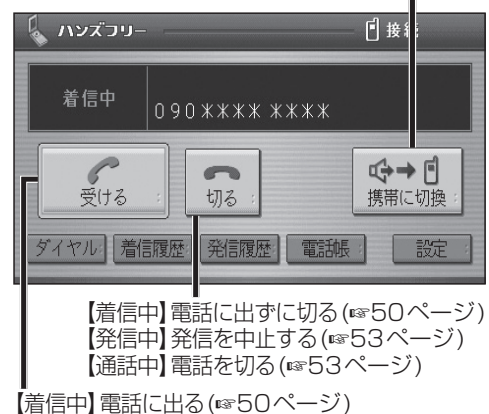 ハンズフリー
接続
着信中
090**** ****
受ける
切る
携帯に切換
ダイヤル 着信履歴 発信履歴 電話帳 設定
【着信中】電話に出ずに切る(☞50ページ)
【発信中】発信を中止する(☞53ページ)
【通話中】電話を切る(☞53ページ)
【着信中】電話に出る(☞50ページ)